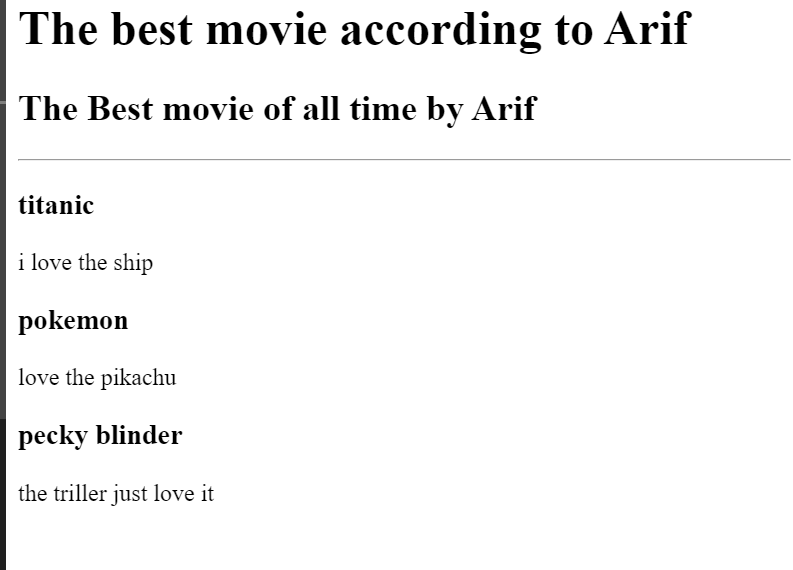 The best movie according to Arif
The Best movie of all time by Arif
titanic
i love the ship
pokemon
love the pikachu
pecky blinder
the triller just love it